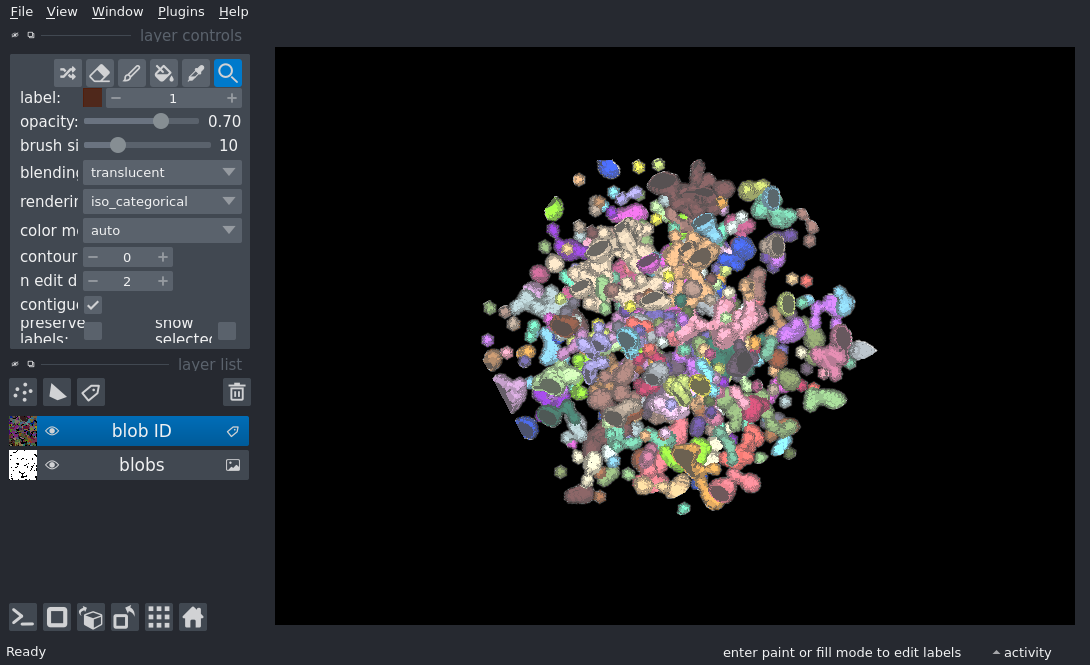 File View Window Plugins Help
layer controls
label: 1
opacity: 0.70
brush si 10
blending translucent
renderin iso_categorical
color m auto
contour 0
n edit d 2
contigu
preserve labels: show selected
layer list
blob ID
blobs
Ready
enter paint or fill mode to edit labels
activity